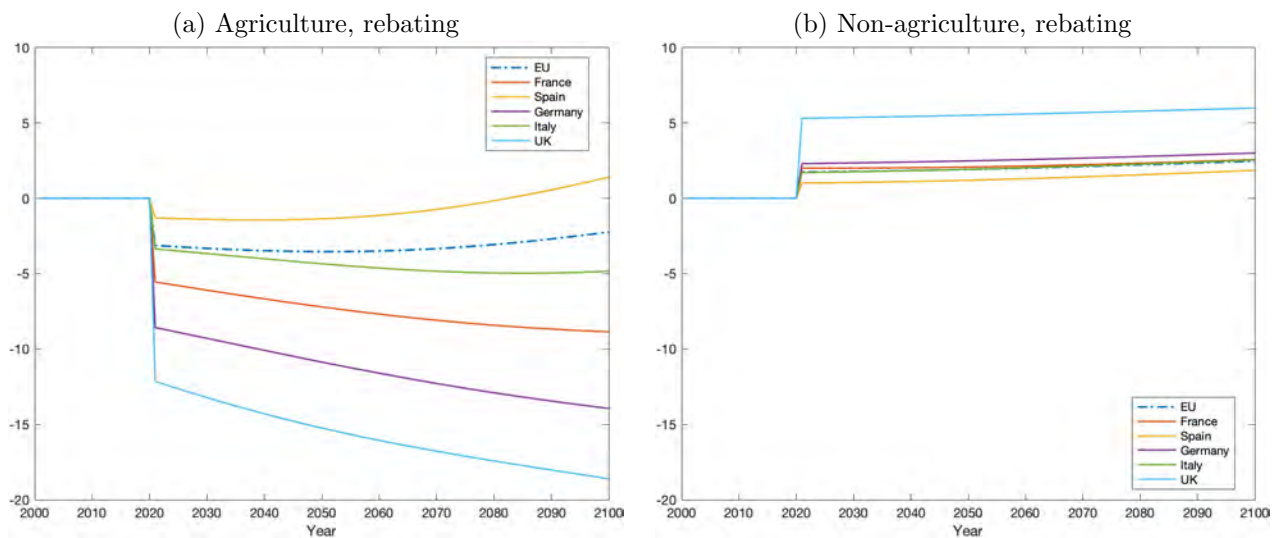 (a) Agriculture, rebating
10
5
0
-5
-10
-15
-20
2000 2010 2020 2030 2040 2050 2060 2070 2080 2090 2100
Year
EU
France
Spain
Germany
Italy
UK
(b) Non-agriculture, rebating
10
5
0
-5
-10
-15
-20
2000 2010 2020 2030 2040 2050 2060 2070 2080 2090 2100
Year
EU
France
Spain
Germany
Italy
UK